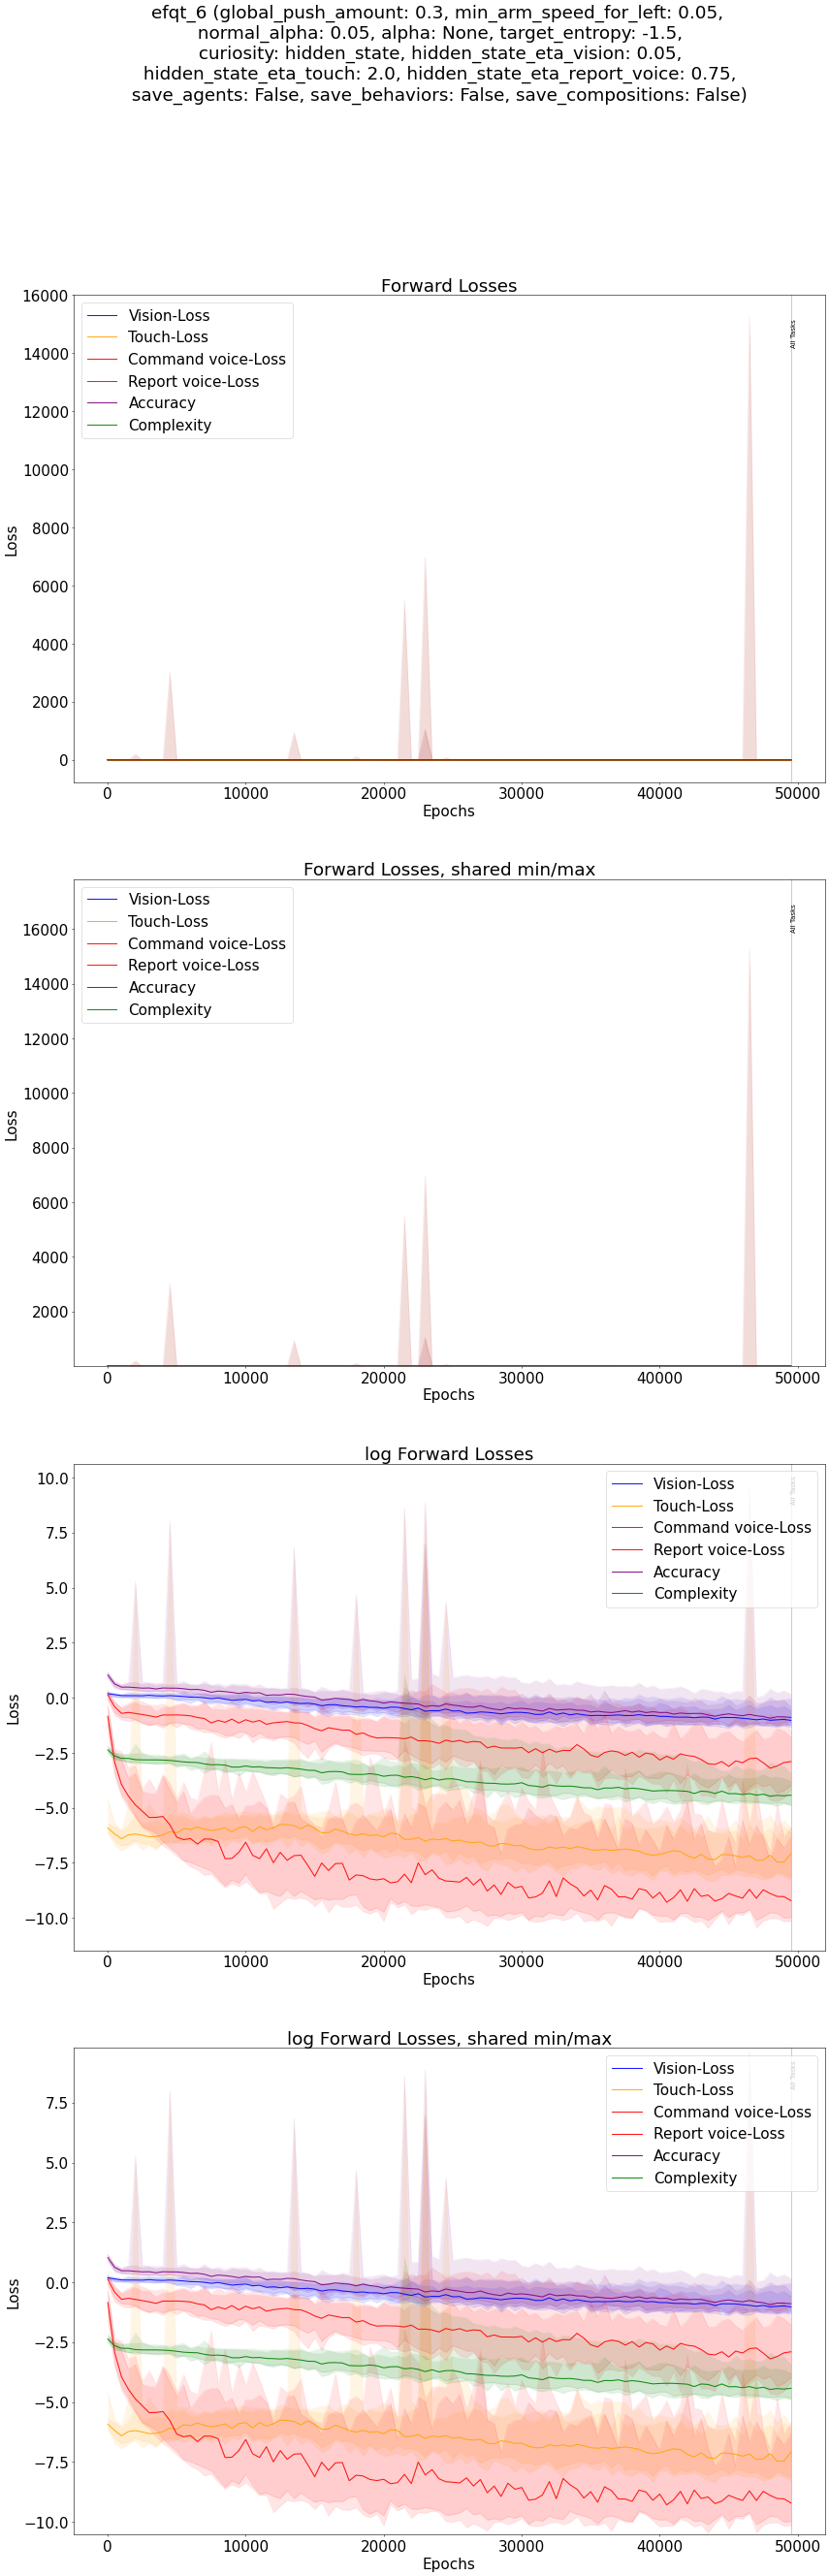 efqt_6 (global_push_amount: 0.3, min_arm_speed_for_left: 0.05,
normal_alpha: 0.05, alpha: None, target_entropy: -1.5,
curiosity: hidden_state, hidden_state_eta_vision: 0.05,
hidden_state_eta_touch: 2.0, hidden_state_eta_report_voice: 0.75,
save_agents: False, save_behaviors: False, save_compositions: False)
Forward Losses
16000
14000
12000
10000
8000
6000
4000
2000
0
Loss
Vision-Loss
Touch-Loss
Command voice-Loss
Report voice-Loss
Accuracy
Complexity
All Tasks
0 10000 20000 30000 40000 50000
Epochs
Forward Losses, shared min/max
16000
14000
12000
10000
8000
6000
4000
2000
Loss
Vision-Loss
Touch-Loss
Command voice-Loss
Report voice-Loss
Accuracy
Complexity
All Tasks
0 10000 20000 30000 40000 50000
Epochs
log Forward Losses
10.0
7.5
5.0
2.5
0.0
−2.5
−5.0
−7.5
−10.0
Loss
Vision-Loss
Touch-Loss
Command voice-Loss
Report voice-Loss
Accuracy
Complexity
All Tasks
0 10000 20000 30000 40000 50000
Epochs
log Forward Losses, shared min/max
7.5
5.0
2.5
0.0
−2.5
−5.0
−7.5
−10.0
Loss
Vision-Loss
Touch-Loss
Command voice-Loss
Report voice-Loss
Accuracy
Complexity
All Tasks
0 10000 20000 30000 40000 50000
Epochs